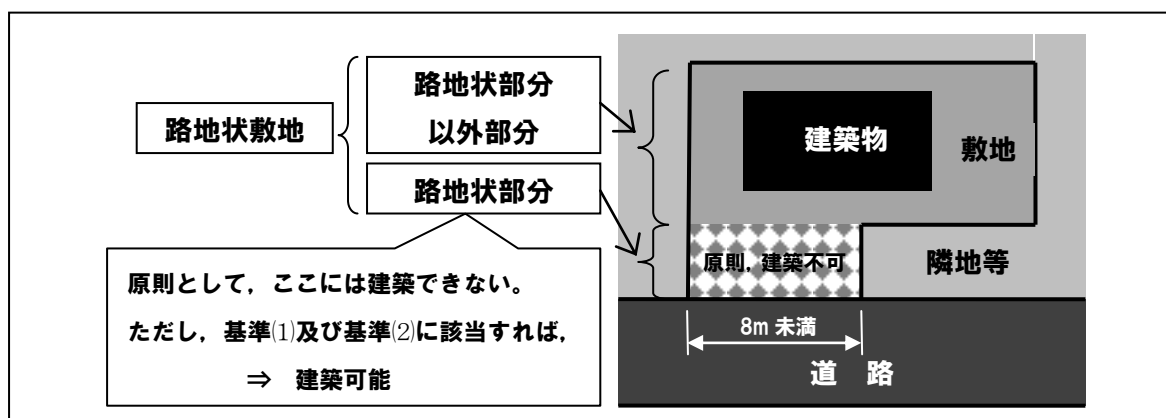 路地状敷地
路地状部分
以外部分
路地状部分
原則として，ここには建築できない。
ただし，基準⑴及び基準⑵に該当すれば，
⇒ 建築可能
建築物
敷地
原則，建築不可
隣地等
8m 未満
道 路